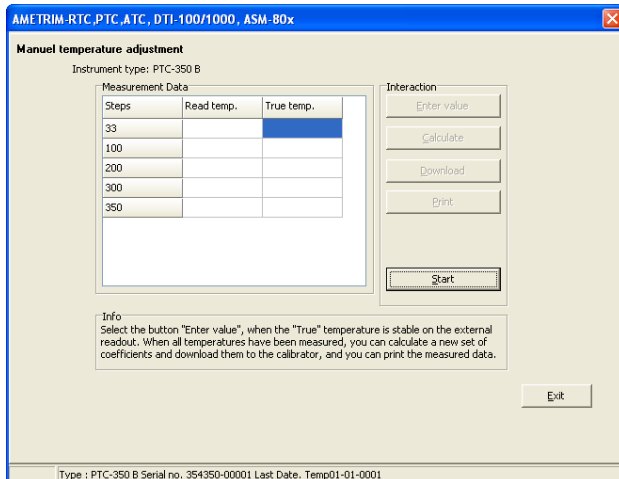 AMETRIM-RTC,PTC,ATC, DTI-100/1000, ASM-80x
Manuel temperature adjustment
Instrument type: PTC-350 B
Measurement Data
Interaction
Steps Read temp. True temp.
33
100
200
300
350
Enter value
Calculate
Download
Print
Start
Info
Select the button "Enter value", when the "True" temperature is stable on the external
readout. When all temperatures have been measured, you can calculate a new set of
coefficients and download them to the calibrator, and you can print the measured data.
Exit
Type : PTC-350 B Serial no. 354350-00001 Last Date. Temp01-01-0001